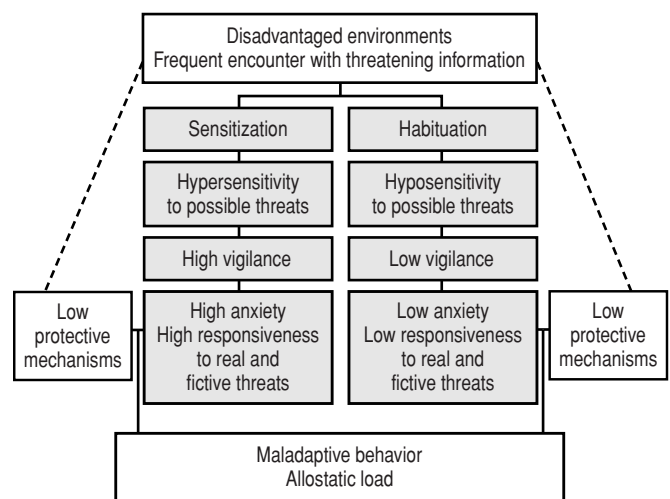 Disadvantaged environments
Frequent encounter with threatening information
Sensitization
Habituation
Hypersensitivity
to possible threats
Hyposensitivity
to possible threats
High vigilance
Low vigilance
Low
protective
mechanisms
High anxiety
High responsiveness
to real and
fictive threats
Low anxiety
Low responsiveness
to real and
fictive threats
Low
protective
mechanisms
Maladaptive behavior
Allostatic load